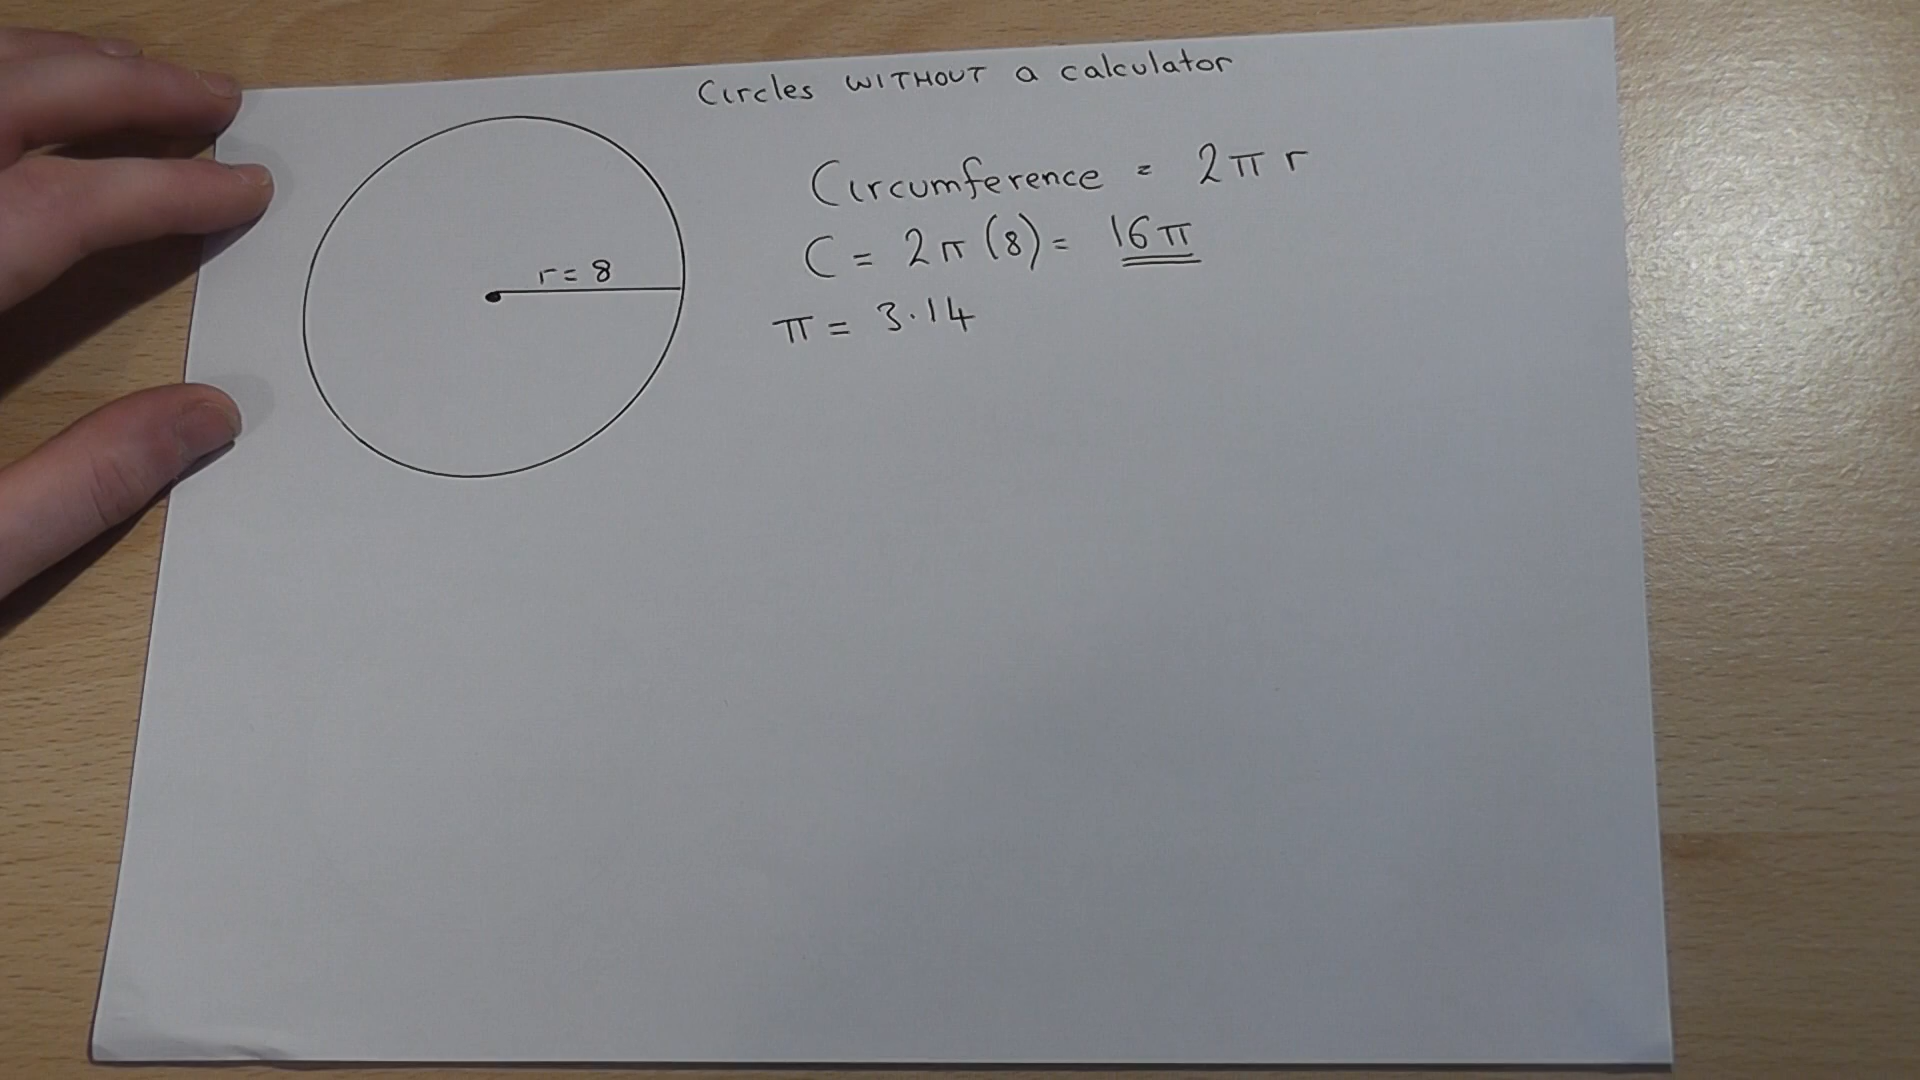 Circles WITHOUT a calculator
Circumference = 2π r
C = 2π (8) = 16π
r = 8
π = 3.14